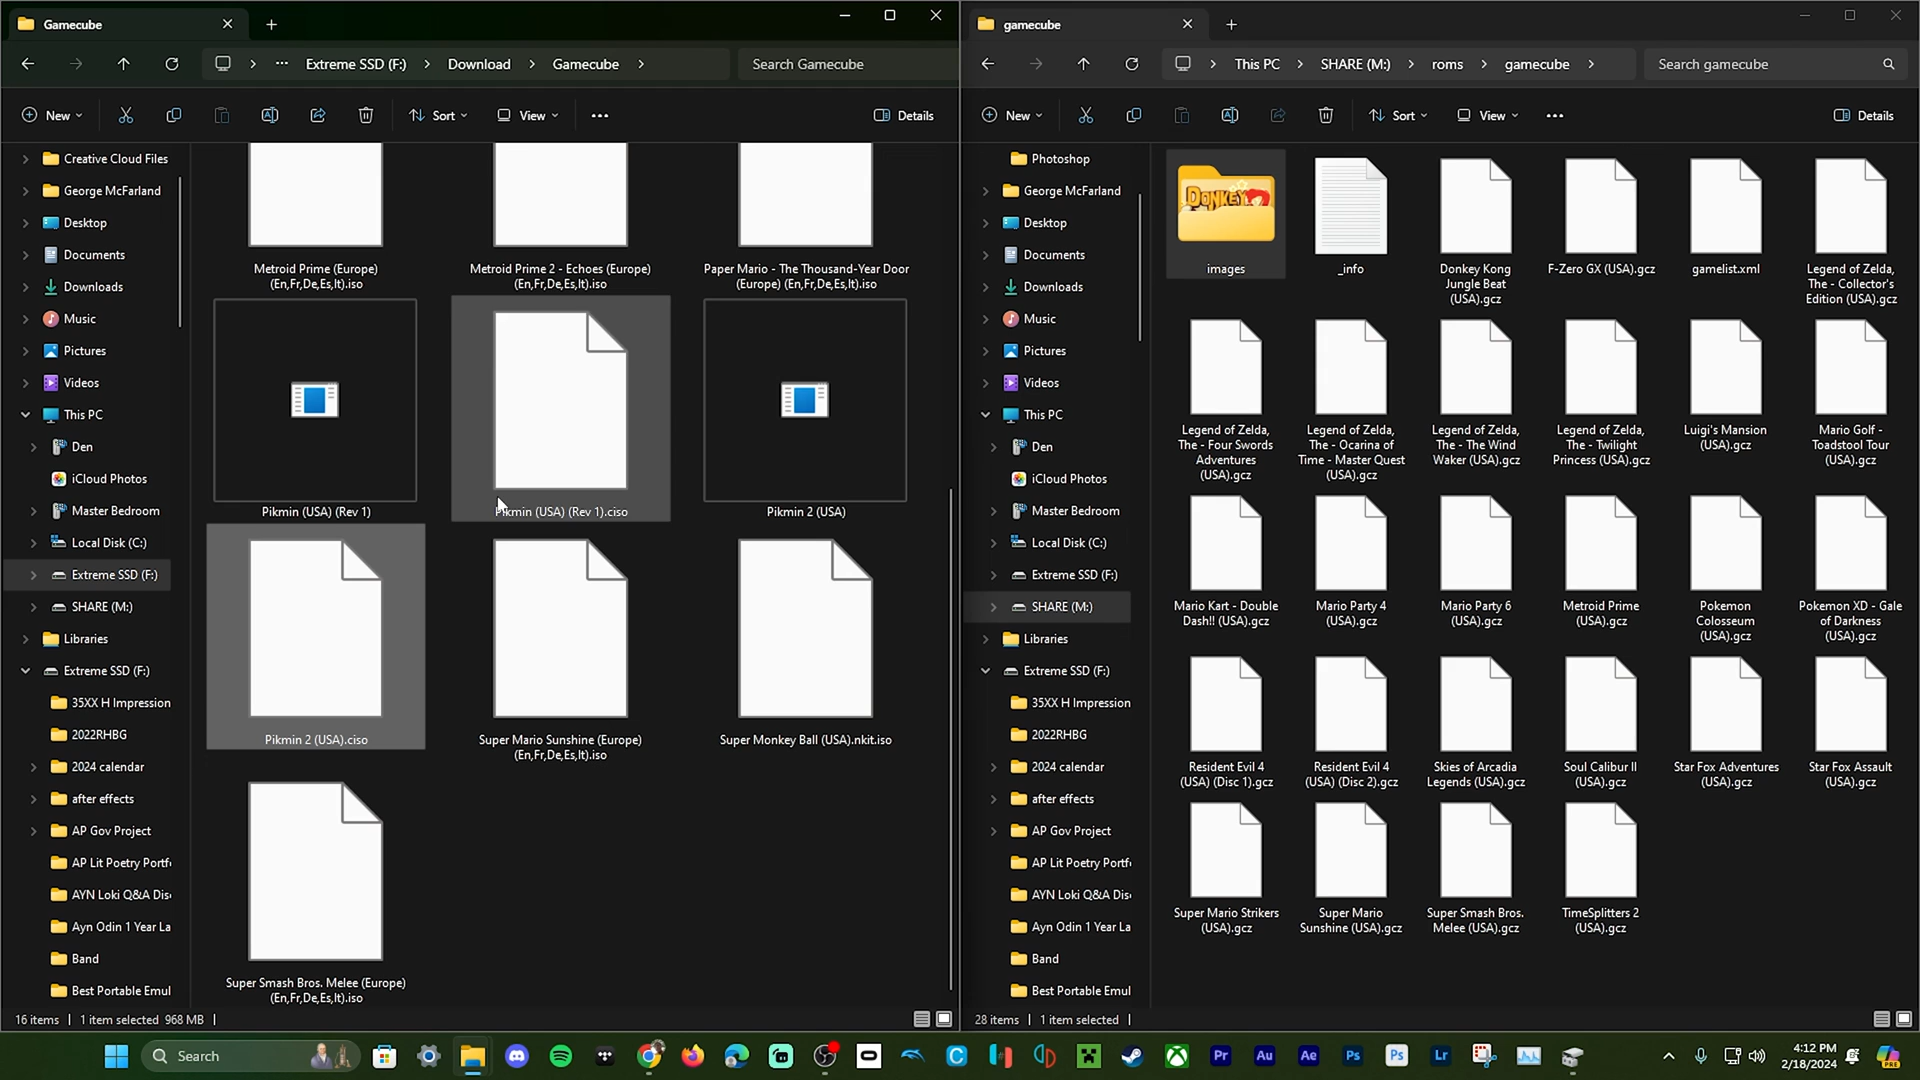 Gamecube
Extreme SSD (F:)
Download
Gamecube
Search Gamecube
New
Sort
View
Details
Creative Cloud Files
George McFarland
Desktop
Documents
Downloads
Music
Pictures
Videos
This PC
Den
iCloud Photos
Master Bedroom
Local Disk (C:)
Extreme SSD (F:)
SHARE (M:)
Libraries
Extreme SSD (F:)
35XX H Impression
2022RHBG
2024 calendar
after effects
AP Gov Project
AP Lit Poetry Portf
AYN Loki Q&A Dis
Ayn Odin 1 Year La
Band
Best Portable Emul
Metroid Prime (Europe)
(En,Fr,De,Es,It).iso
Metroid Prime 2 - Echoes (Europe)
(En,Fr,De,Es,It).iso
Paper Mario - The Thousand-Year Door
(Europe) (En,Fr,De,Es,It).iso
Pikmin (USA) (Rev 1)
Pikmin (USA) (Rev 1).ciso
Pikmin 2 (USA)
Pikmin 2 (USA).ciso
Super Mario Sunshine (Europe)
(En,Fr,De,Es,It).iso
Super Monkey Ball (USA).nkit.iso
Super Smash Bros. Melee (Europe)
(En,Fr,De,Es,It).iso
16 items
1 item selected 968 MB
gamecube
This PC
SHARE (M:)
roms
gamecube
Search gamecube
New
Sort
View
Details
Photoshop
George McFarland
Desktop
Documents
Downloads
Music
Pictures
Videos
This PC
Den
iCloud Photos
Master Bedroom
Local Disk (C:)
Extreme SSD (F:)
SHARE (M:)
Libraries
Extreme SSD (F:)
35XX H Impression
2022RHBG
2024 calendar
after effects
AP Gov Project
AP Lit Poetry Portf
AYN Loki Q&A Dis
Ayn Odin 1 Year La
Band
Best Portable Emul
DONKEY
images
_info
Donkey Kong
Jungle Beat
(USA).gcz
F-Zero GX (USA).gcz
gamelist.xml
Legend of Zelda,
The - Collector's
Edition (USA).gcz
Legend of Zelda,
The - Four Swords
Adventures
(USA).gcz
Legend of Zelda,
The - Ocarina of
Time - Master Quest
(USA).gcz
Legend of Zelda,
The - The Wind
Waker (USA).gcz
Legend of Zelda,
The - Twilight
Princess (USA).gcz
Luigi's Mansion
(USA).gcz
Mario Golf -
Toadstool Tour
(USA).gcz
Mario Kart - Double
Dash!! (USA).gcz
Mario Party 4
(USA).gcz
Mario Party 6
(USA).gcz
Metroid Prime
(USA).gcz
Pokemon
Colosseum
(USA).gcz
Pokemon XD - Gale
of Darkness
(USA).gcz
Resident Evil 4
(USA) (Disc 1).gcz
Resident Evil 4
(USA) (Disc 2).gcz
Skies of Arcadia
Legends (USA).gcz
Soul Calibur II
(USA).gcz
Star Fox Adventures
(USA).gcz
Star Fox Assault
(USA).gcz
Super Mario Strikers
(USA).gcz
Super Mario
Sunshine (USA).gcz
Super Smash Bros.
Melee (USA).gcz
TimeSplitters 2
(USA).gcz
28 items
1 item selected
Search
Pr
Au
Ae
Ps
Ps
Lr
4:12 PM
2/18/2024
PRE